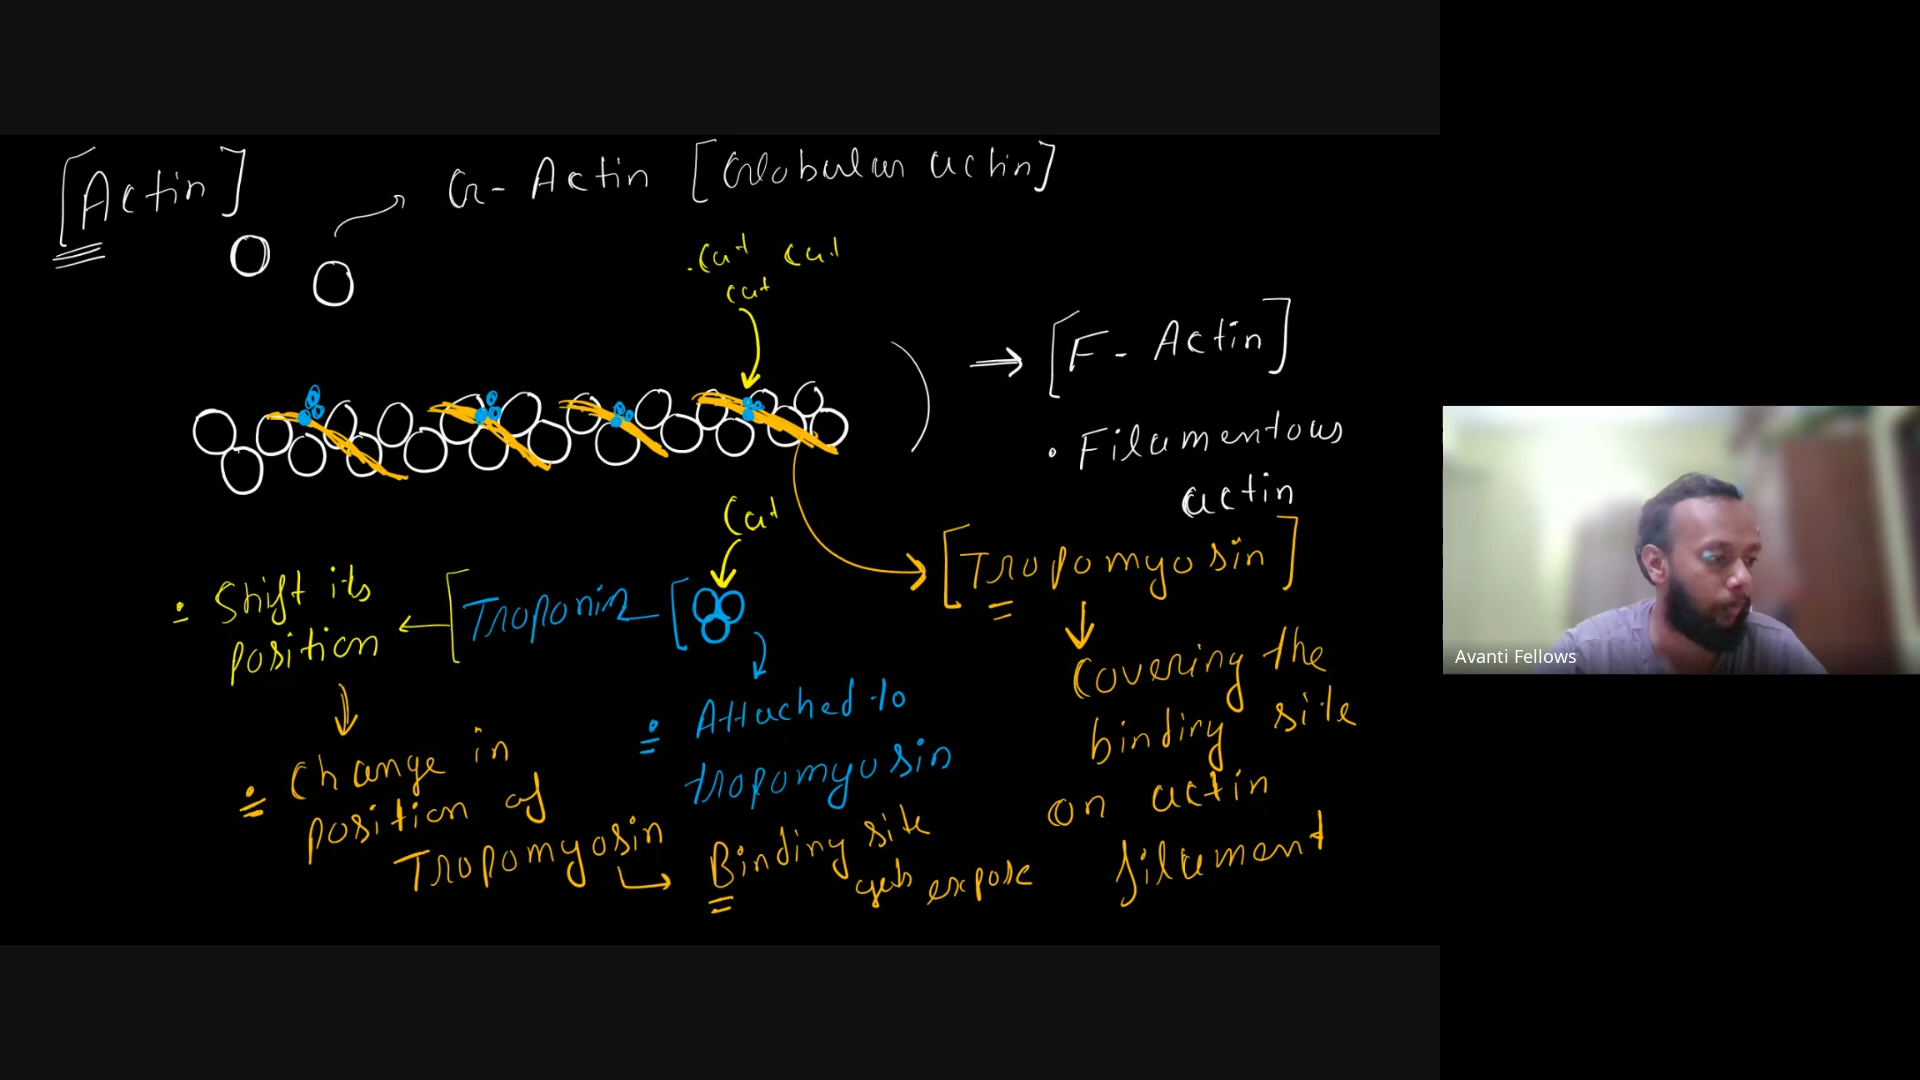 [Actin]
G-Actin [Globular actin]
Ca+ Ca+
Ca+
⇒ [F-Actin]
• Filamentous
actin
Ca+
[Tropomyosin]
Shift its
position
[Troponin - [
Covering the
binding site
on actin
filament
Attached to
tropomyosin
Change in
position of
Tropomyosin
Binding site
gets expose
Avanti Fellows